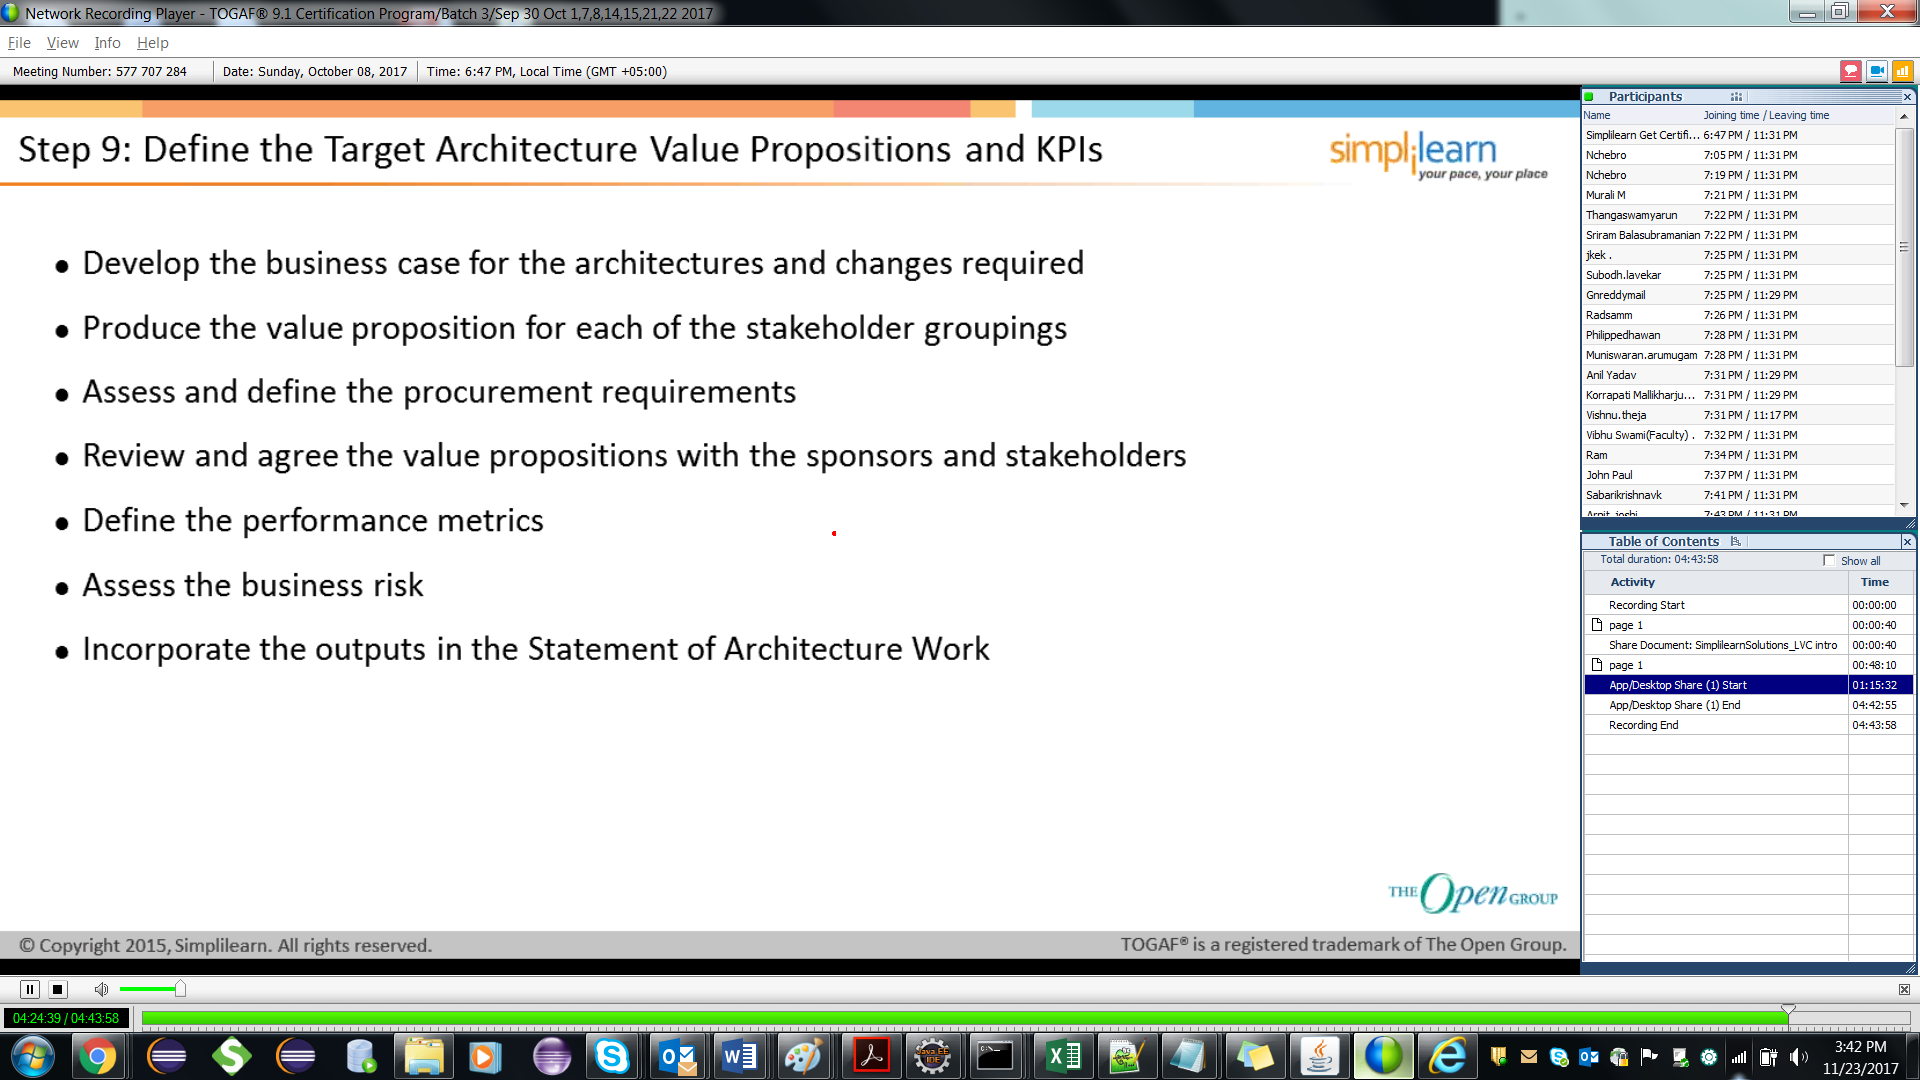 Network Recording Player - TOGAF® 9.1 Certification Program/Batch 3/Sep 30 Oct 1,7,8,14,15,21,22 2017
File View Info Help
Meeting Number: 577 707 284 Date: Sunday, October 08, 2017 Time: 6:47 PM, Local Time (GMT +05:00)
Step 9: Define the Target Architecture Value Propositions and KPIs
simplilearn
your pace, your place
• Develop the business case for the architectures and changes required
• Produce the value proposition for each of the stakeholder groupings
• Assess and define the procurement requirements
• Review and agree the value propositions with the sponsors and stakeholders
• Define the performance metrics
• Assess the business risk
• Incorporate the outputs in the Statement of Architecture Work
THE Open GROUP
© Copyright 2015, Simplilearn. All rights reserved.
TOGAF® is a registered trademark of The Open Group.
Participants
Name Joining time / Leaving time
Simplilearn Get Certifi... 6:47 PM / 11:31 PM
Nchebro 7:05 PM / 11:31 PM
Nchebro 7:19 PM / 11:31 PM
Murali M 7:21 PM / 11:31 PM
Thangaswamyarun 7:22 PM / 11:31 PM
Sriram Balasubramanian 7:22 PM / 11:31 PM
jkek . 7:25 PM / 11:31 PM
Subodh.lavekar 7:25 PM / 11:31 PM
Gnreddymail 7:25 PM / 11:29 PM
Radsamm 7:26 PM / 11:31 PM
Philippedhawan 7:28 PM / 11:31 PM
Muniswaran.arumugam 7:28 PM / 11:31 PM
Anil Yadav 7:31 PM / 11:29 PM
Korrapati Mallikharju... 7:31 PM / 11:29 PM
Vishnu.theja 7:31 PM / 11:17 PM
Vibhu Swami(Faculty) . 7:32 PM / 11:31 PM
Ram 7:34 PM / 11:31 PM
John Paul 7:37 PM / 11:31 PM
Sabarikrishnavk 7:41 PM / 11:31 PM
Arpit.joshi 7:43 PM / 11:31 PM
Table of Contents
Total duration: 04:43:58 Show all
Activity Time
Recording Start 00:00:00
page 1 00:00:40
Share Document: SimplilearnSolutions_LVC intro 00:00:40
page 1 00:48:10
App/Desktop Share (1) Start 01:15:32
App/Desktop Share (1) End 04:42:55
Recording End 04:43:58
04:24:39 / 04:43:58
Java EE
IDE
3:42 PM
11/23/2017